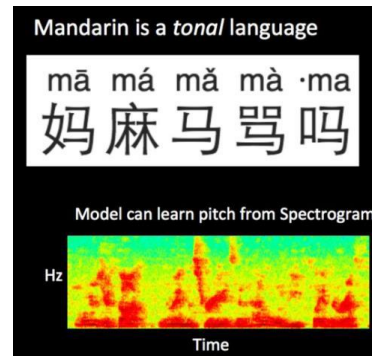 Mandarin is a tonal language
mā má mǎ mà ·ma
妈麻马骂吗
Model can learn pitch from Spectrogram
Hz
Time